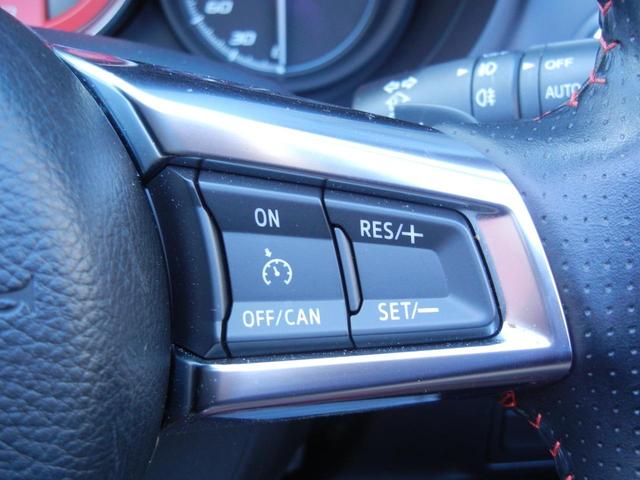 60
30
OFF
AUTO
ON
RES/+
OFF/CAN
SET/—